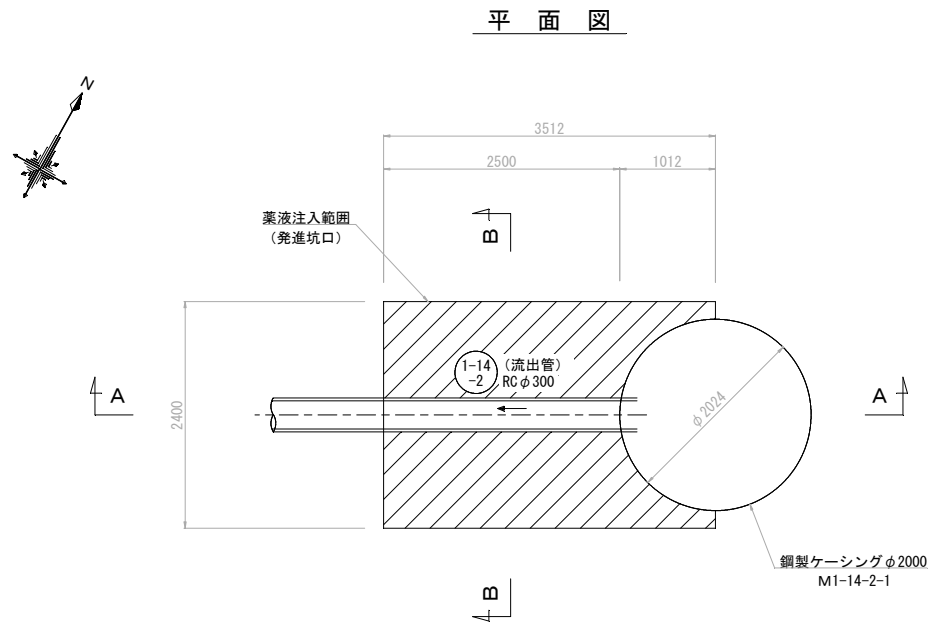 平 面 図
N
3512
2500
1012
薬液注入範囲
（発進坑口）
B
1-14
-2
（流出管）
RCφ300
A
A
2400
φ2024
鋼製ケーシングφ2000
M1-14-2-1
B